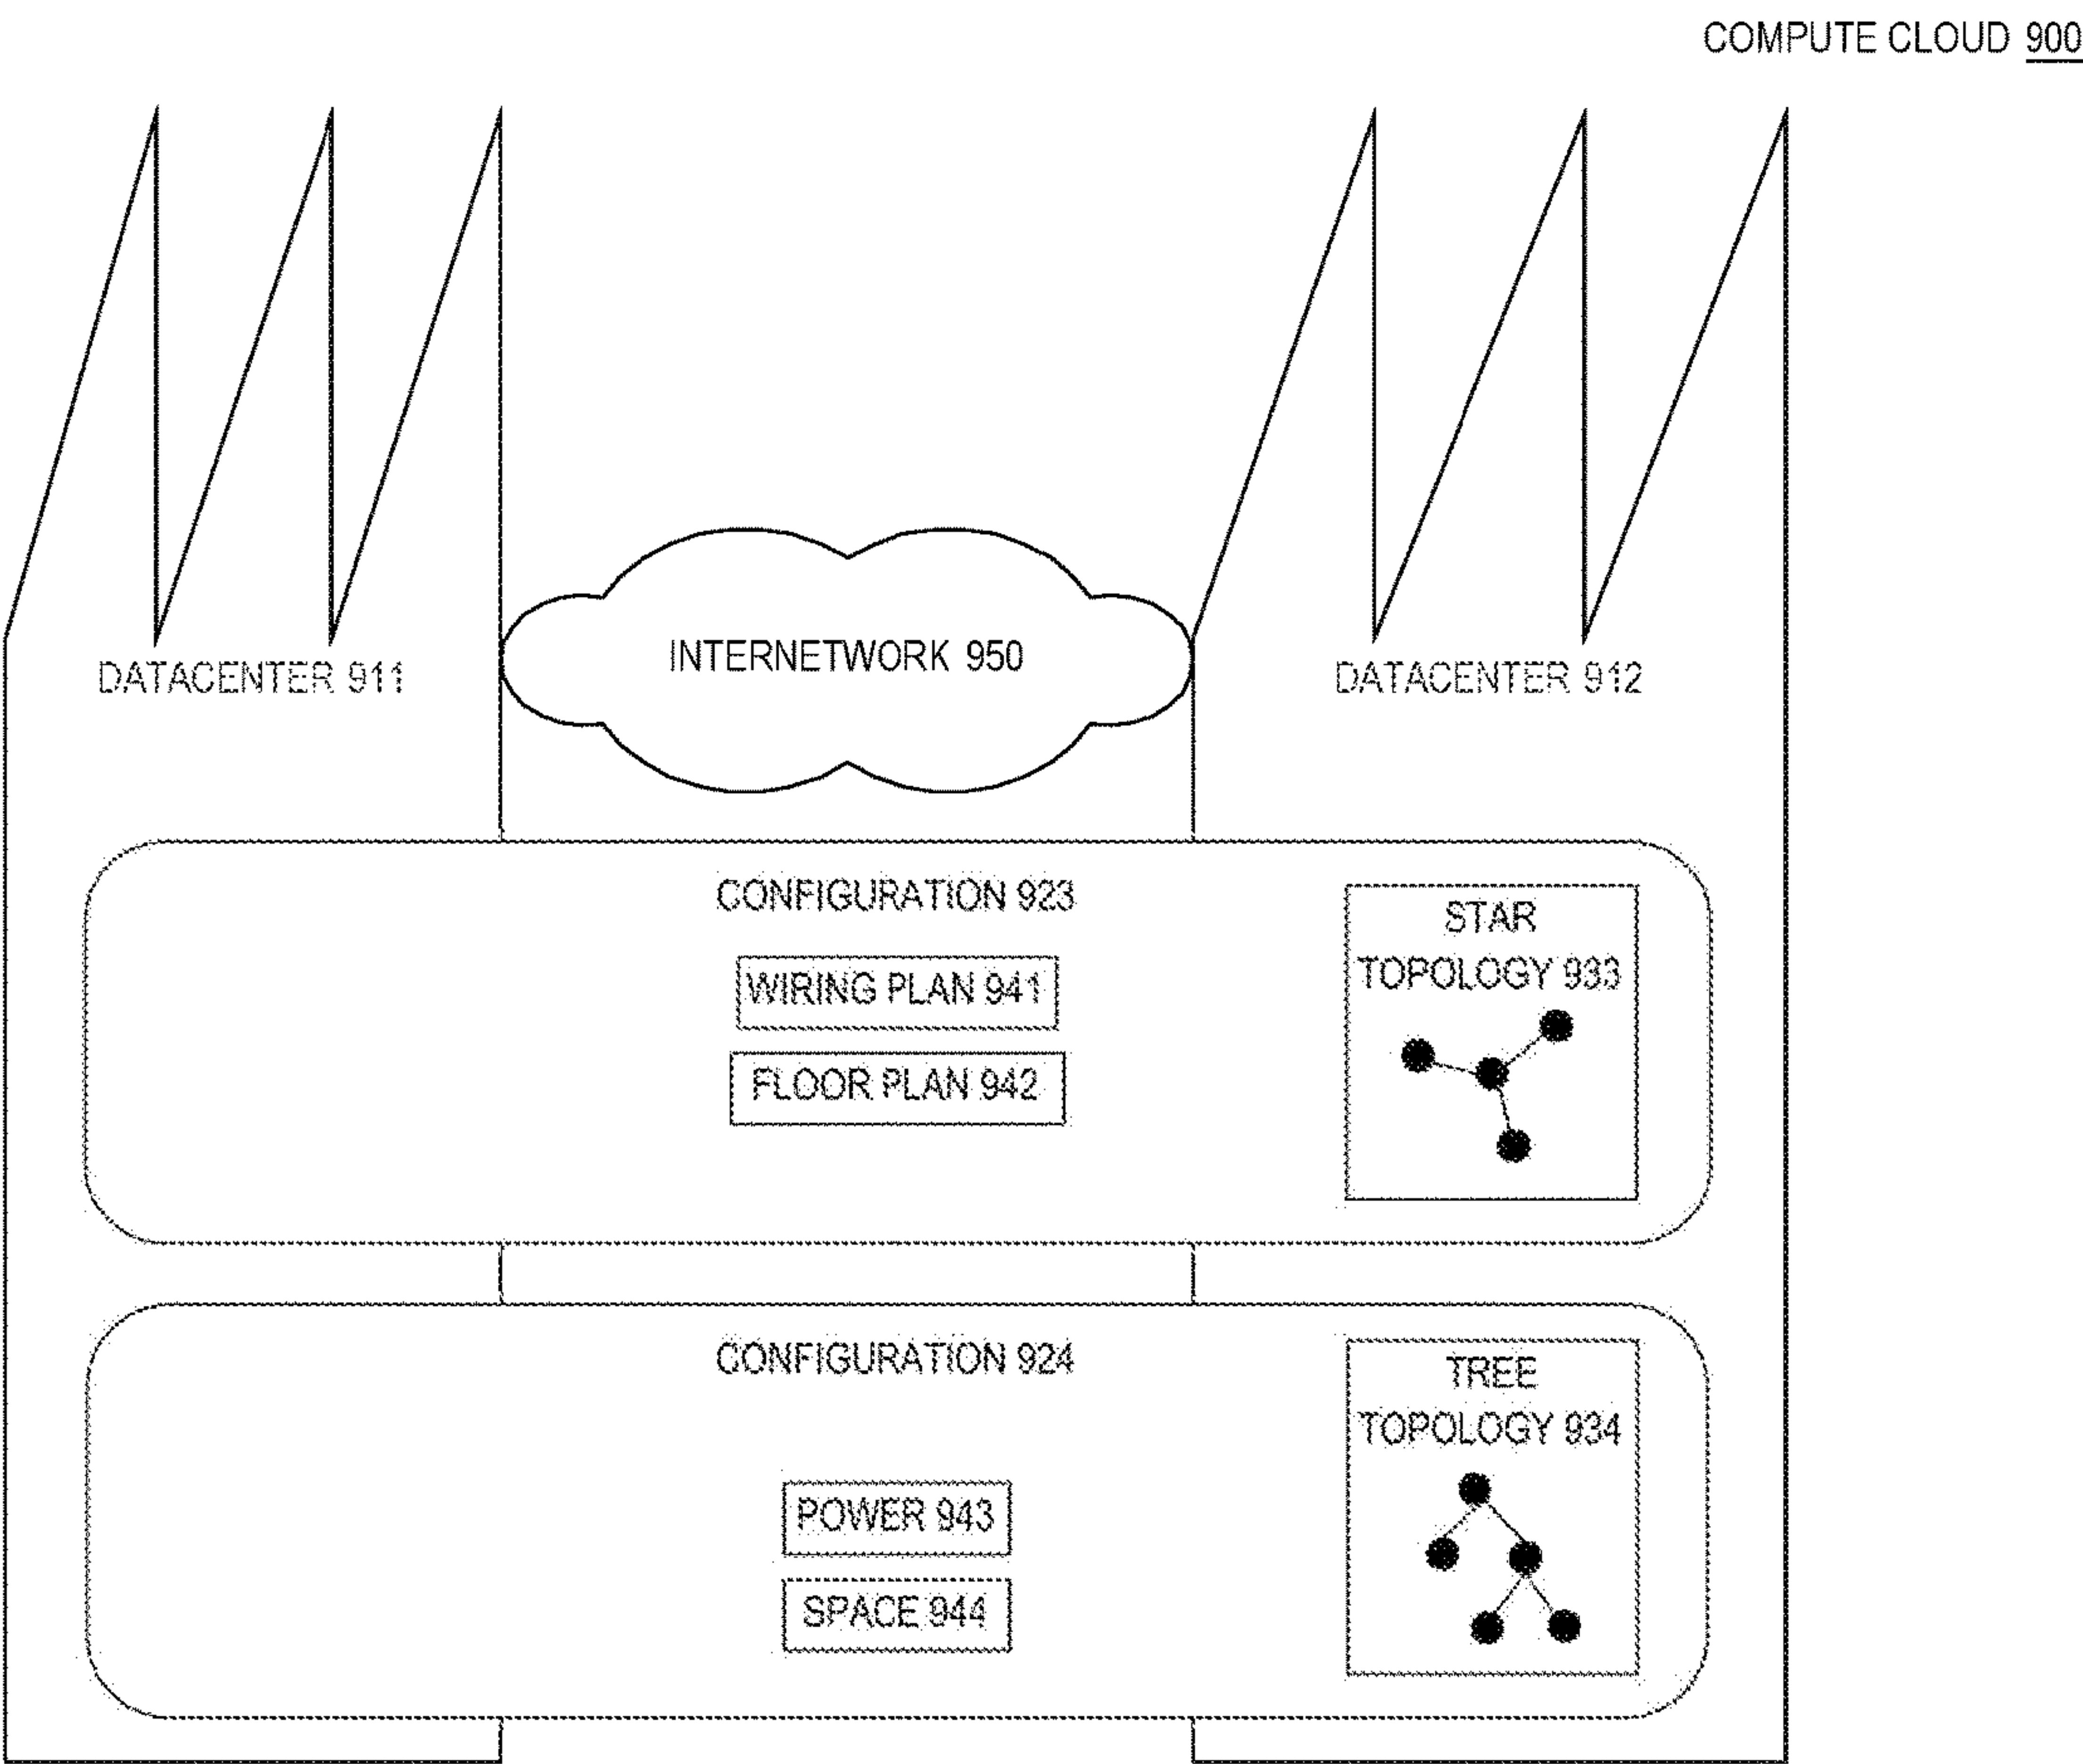 COMPUTE CLOUD 900
INTERNETWORK 950
DATACENTER 911
DATACENTER 912
CONFIGURATION 923
WIRING PLAN 941
FLOOR PLAN 942
STAR
TOPOLOGY 933
CONFIGURATION 924
POWER 943
SPACE 944
TREE
TOPOLOGY 934